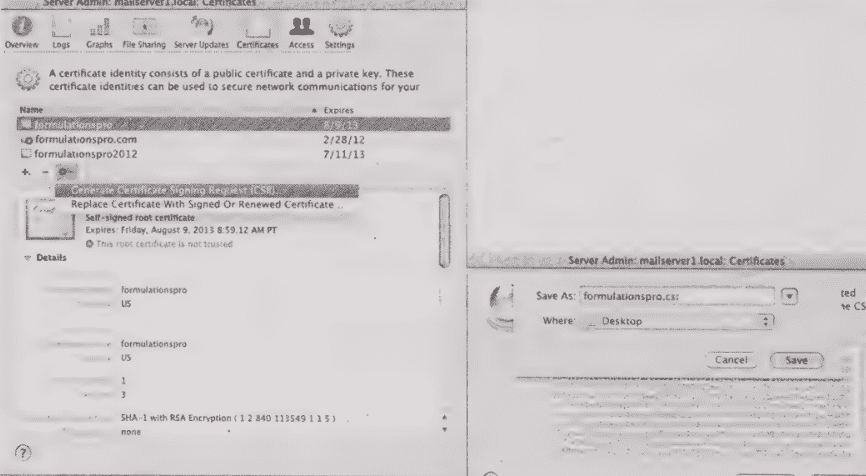 Server Admin: mailserver1.local: Certificates
Overview Logs Graphs File Sharing Server Updates Certificates Access Settings
A certificate identity consists of a public certificate and a private key. These
certificate identities can be used to secure network communications for your
Name Expires
formulationspro 8/9/13
formulationspro.com 2/28/12
formulationspro2012 7/11/13
Generate Certificate Signing Request (CSR)...
Replace Certificate With Signed Or Renewed Certificate...
Self-signed root certificate
Expires: Friday, August 9, 2013 8:59:12 AM PT
This root certificate is not trusted
Details
formulationspro
US
formulationspro
US
1
3
SHA-1 with RSA Encryption ( 1 2 840 113549 1 1 5 )
none
?
Server Admin: mailserver1.local: Certificates
Save As: formulationspro.csr
Where: Desktop
Cancel Save
ted
he CS